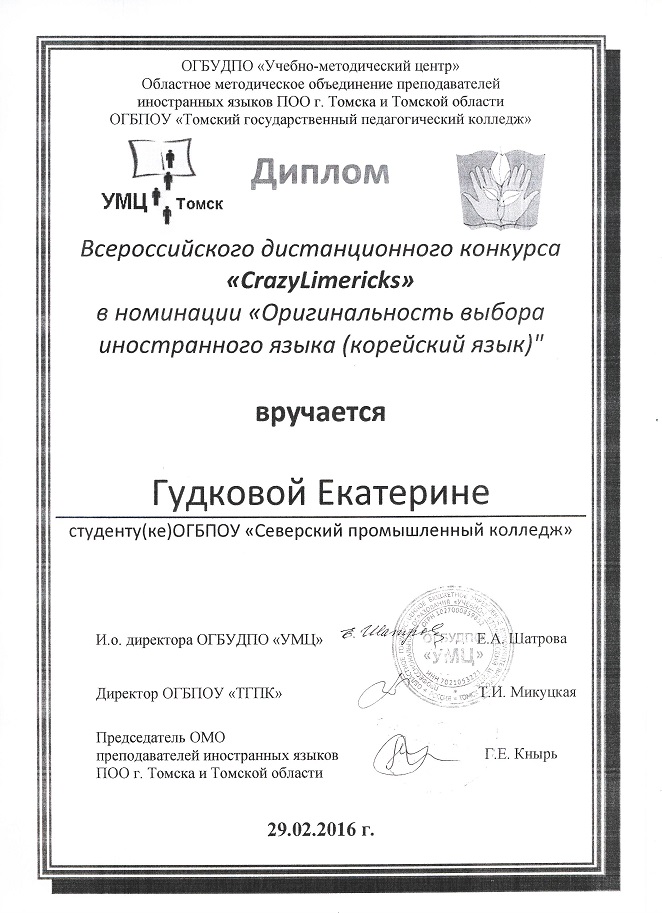 ОГБУДПО «Учебно-методический центр»
Областное методическое объединение преподавателей
иностранных языков ПОО г. Томска и Томской области
ОГБПОУ «Томский государственный педагогический колледж»
УМЦ Томск
Диплом
Всероссийского дистанционного конкурса
«CrazyLimericks»
в номинации «Оригинальность выбора
иностранного языка (корейский язык)"
вручается
Гудковой Екатерине
студенту(ке)ОГБПОУ «Северский промышленный колледж»
И.о. директора ОГБУДПО «УМЦ» Е.А. Шатрова
ОГБУДПО
«УМЦ»
Директор ОГБПОУ «ТГПК» Т.И. Микуцкая
Председатель ОМО
преподавателей иностранных языков Г.Е. Кнырь
ПОО г. Томска и Томской области
29.02.2016 г.